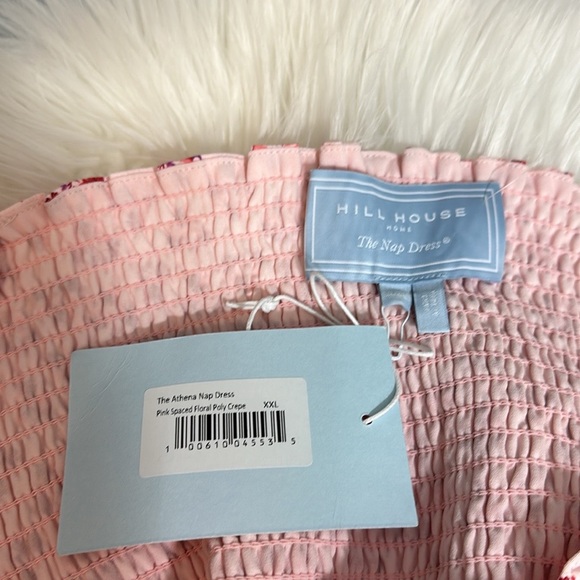 HILL HOUSE
HOME
The Nap Dress®
The Athena Nap Dress
Pink Spaced Floral Poly Crepe XXL
1 00610 04553 5